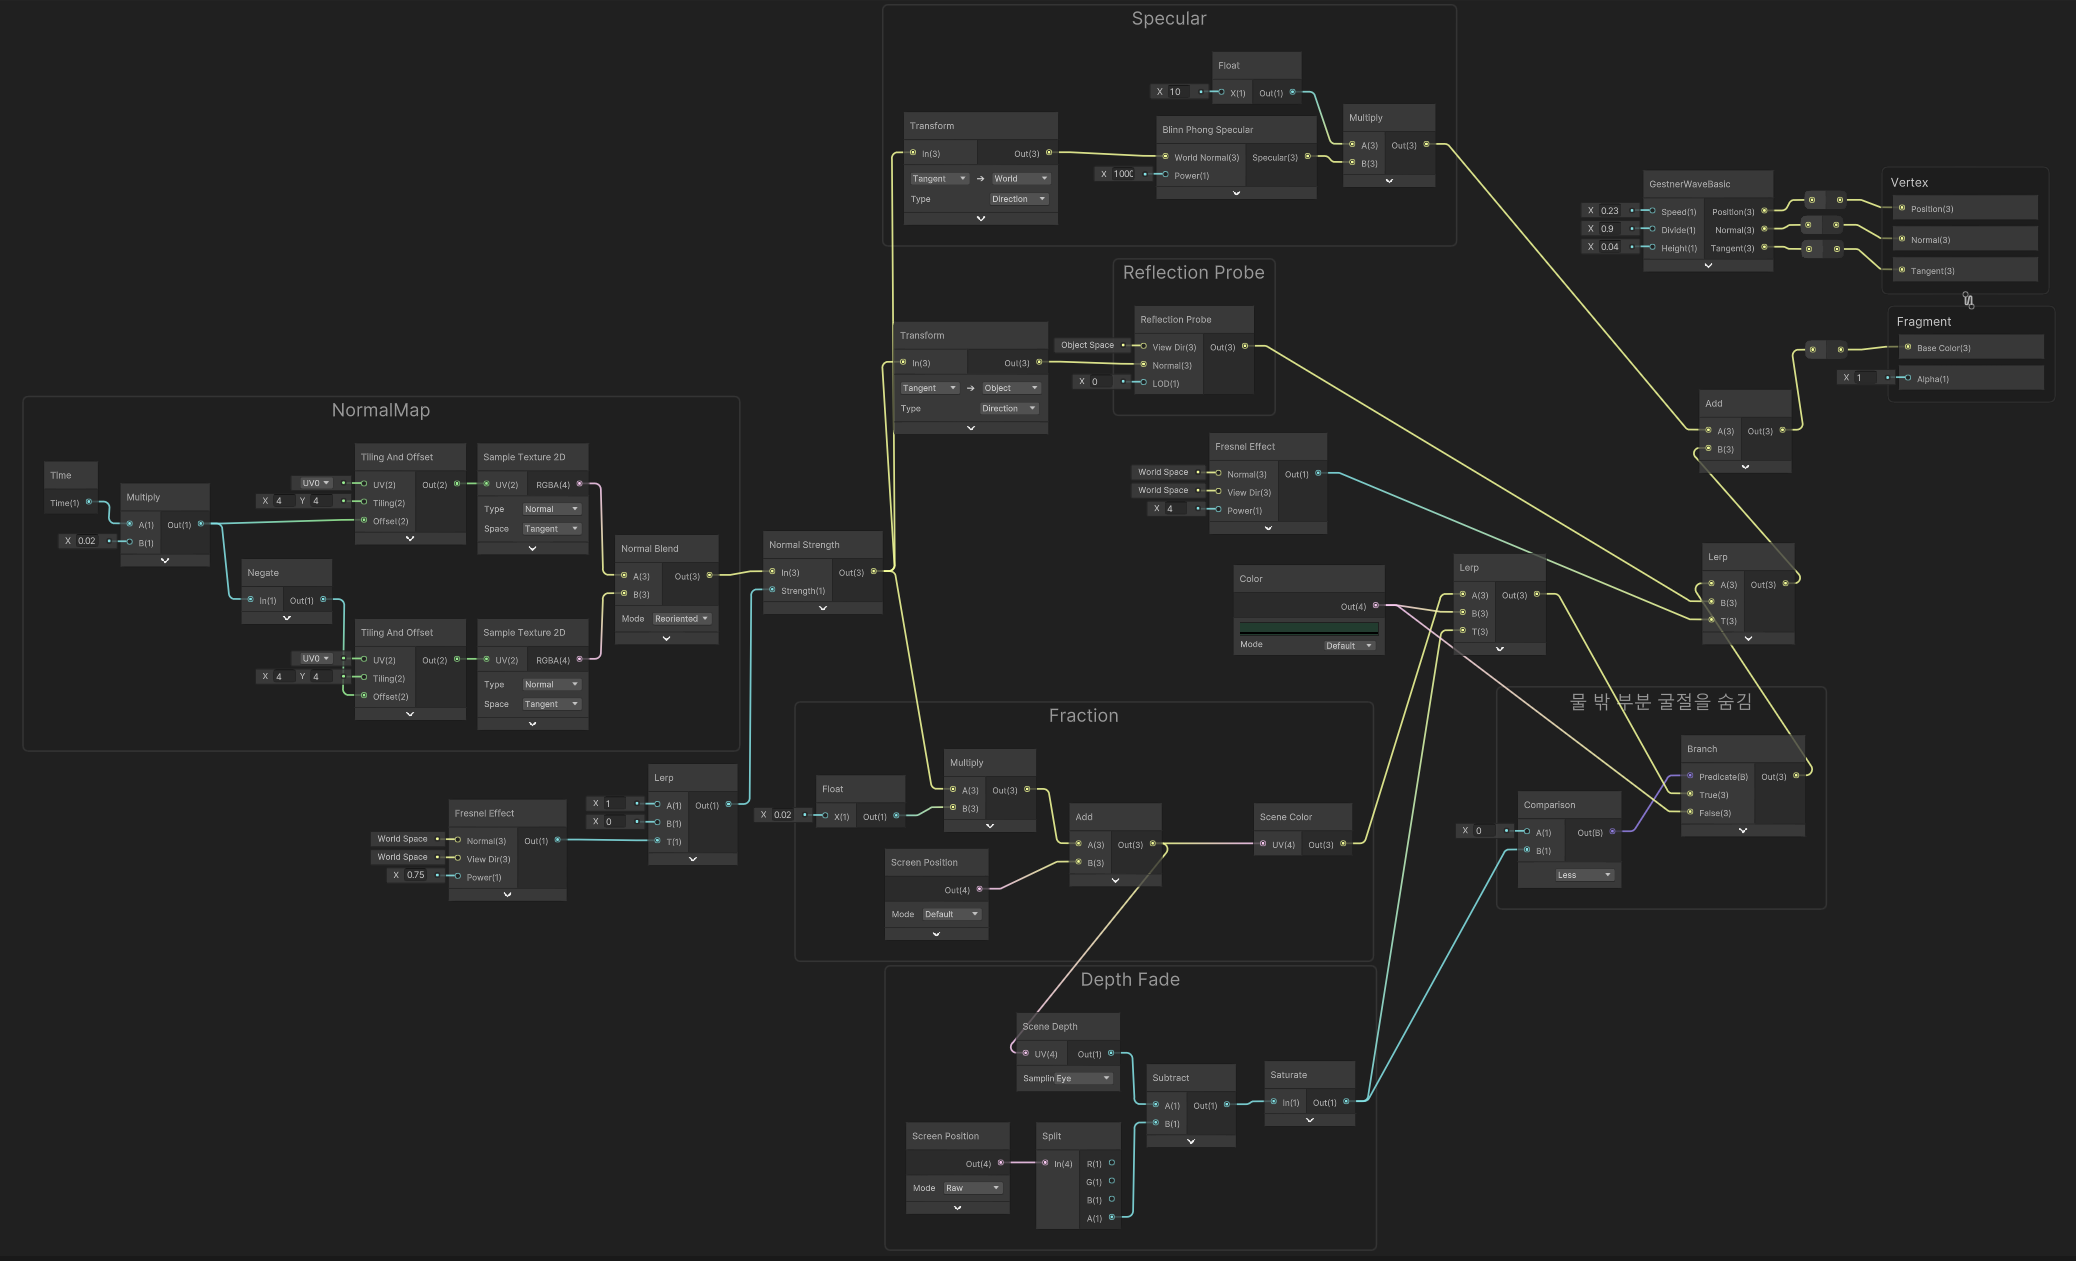 Specular
Float
X 10
X(1) Out(1)
Transform
In(3) Out(3)
Tangent World
Type Direction
Blinn Phong Specular
World Normal(3) Specular(3)
X 1000 Power(1)
Multiply
A(3) Out(3)
B(3)
GestnerWaveBasic
X 0.23 Speed(1) Position(3)
X 0.9 Divide(1) Normal(3)
X 0.04 Height(1) Tangent(3)
Vertex
Position(3)
Normal(3)
Tangent(3)
Fragment
Base Color(3)
X 1 Alpha(1)
Reflection Probe
Reflection Probe
Object Space View Dir(3) Out(3)
Normal(3)
X 0 LOD(1)
Transform
In(3) Out(3)
Tangent Object
Type Direction
Add
A(3) Out(3)
B(3)
Fresnel Effect
World Space Normal(3) Out(1)
World Space View Dir(3)
X 4 Power(1)
NormalMap
Time
Time(1)
Multiply
A(1) Out(1)
X 0.02 B(1)
Tiling And Offset
UV0 UV(2) Out(2)
X 4 Y 4 Tiling(2)
Offset(2)
Sample Texture 2D
UV(2) RGBA(4)
Type Normal
Space Tangent
Negate
In(1) Out(1)
Tiling And Offset
UV0 UV(2) Out(2)
X 4 Y 4 Tiling(2)
Offset(2)
Sample Texture 2D
UV(2) RGBA(4)
Type Normal
Space Tangent
Normal Blend
A(3) Out(3)
B(3)
Mode Reoriented
Normal Strength
In(3) Out(3)
Strength(1)
Color
Out(4)
Mode Default
Lerp
A(3) Out(3)
B(3)
T(3)
Lerp
A(3) Out(3)
B(3)
T(3)
Fresnel Effect
World Space Normal(3) Out(1)
World Space View Dir(3)
X 0.75 Power(1)
Lerp
X 1 A(1) Out(1)
X 0 B(1)
T(1)
Fraction
Float
X 0.02 X(1) Out(1)
Multiply
A(3) Out(3)
B(3)
Screen Position
Out(4)
Mode Default
Add
A(3) Out(3)
B(3)
Scene Color
UV(4) Out(3)
물 밖 부분 굴절을 숨김
Comparison
X 0 A(1) Out(B)
B(1)
Less
Branch
Predicate(B) Out(3)
True(3)
False(3)
Depth Fade
Scene Depth
UV(4) Out(1)
Samplin Eye
Screen Position
Out(4)
Mode Raw
Split
In(4) R(1)
G(1)
B(1)
A(1)
Subtract
A(1) Out(1)
B(1)
Saturate
In(1) Out(1)